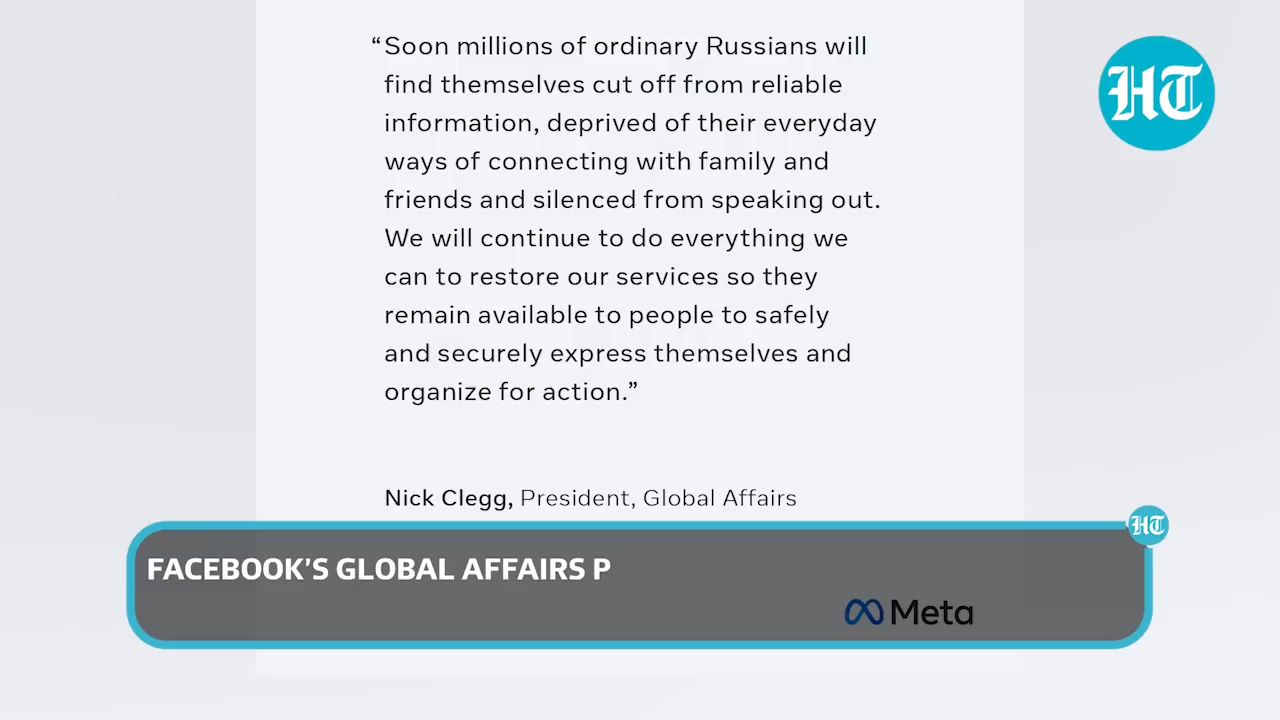 “Soon millions of ordinary Russians will
find themselves cut off from reliable
information, deprived of their everyday
ways of connecting with family and
friends and silenced from speaking out.
We will continue to do everything we
can to restore our services so they
remain available to people to safely
and securely express themselves and
organize for action.”
Nick Clegg, President, Global Affairs
HT
HT
FACEBOOK’S GLOBAL AFFAIRS P
Meta